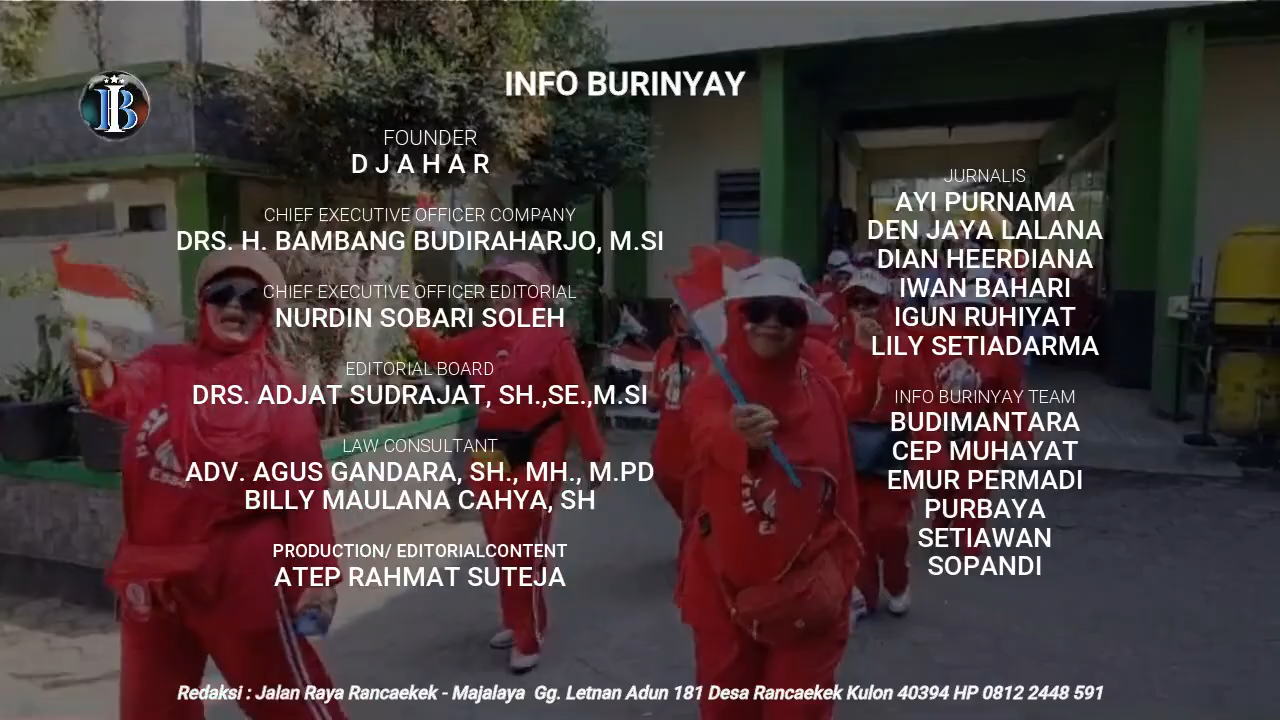 INFO BURINYAY
IB
FOUNDER
D J A H A R
CHIEF EXECUTIVE OFFICER COMPANY
DRS. H. BAMBANG BUDIRAHARJO, M.SI
CHIEF EXECUTIVE OFFICER EDITORIAL
NURDIN SOBARI SOLEH
EDITORIAL BOARD
DRS. ADJAT SUDRAJAT, SH.,SE.,M.SI
LAW CONSULTANT
ADV. AGUS GANDARA, SH., MH., M.PD
BILLY MAULANA CAHYA, SH
PRODUCTION/ EDITORIALCONTENT
ATEP RAHMAT SUTEJA
JURNALIS
AYI PURNAMA
DEN JAYA LALANA
DIAN HEERDIANA
IWAN BAHARI
IGUN RUHIYAT
LILY SETIADARMA
INFO BURINYAY TEAM
BUDIMANTARA
CEP MUHAYAT
EMUR PERMADI
PURBAYA
SETIAWAN
SOPANDI
Redaksi : Jalan Raya Rancaekek - Majalaya Gg. Letnan Adun 181 Desa Rancaekek Kulon 40394 HP 0812 2448 591